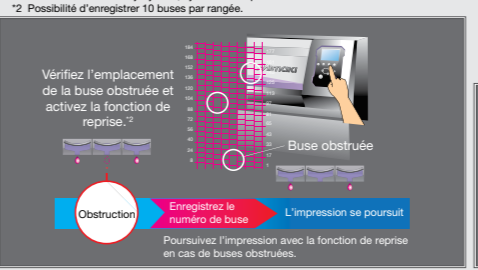 *2 Possibilité d'enregistrer 10 buses par rangée.
Vérifiez l'emplacement
de la buse obstruée et
activez la fonction de
reprise.*2
Buse obstruée
Obstruction
Enregistrez le
numéro de buse
L'impression se poursuit
Poursuivez l'impression avec la fonction de reprise
en cas de buses obstruées.